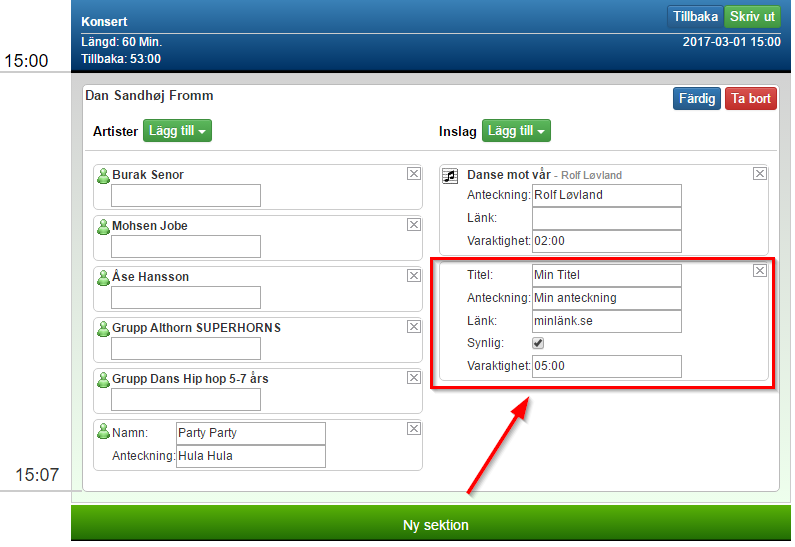 Konsert
Tillbaka Skriv ut
Längd: 60 Min.
2017-03-01 15:00
Tillbaka: 53:00
15:00
Dan Sandhøj Fromm
Färdig Ta bort
Artister Lägg till
Burak Senor
Mohsen Jobe
Åse Hansson
Grupp Althorn SUPERHORNS
Grupp Dans Hip hop 5-7 års
Namn: Party Party
Anteckning: Hula Hula
Inslag Lägg till
Danse mot vår - Rolf Løvland
Anteckning: Rolf Løvland
Länk:
Varaktighet: 02:00
Titel: Min Titel
Anteckning: Min anteckning
Länk: minlänk.se
Synlig:
Varaktighet: 05:00
15:07
Ny sektion